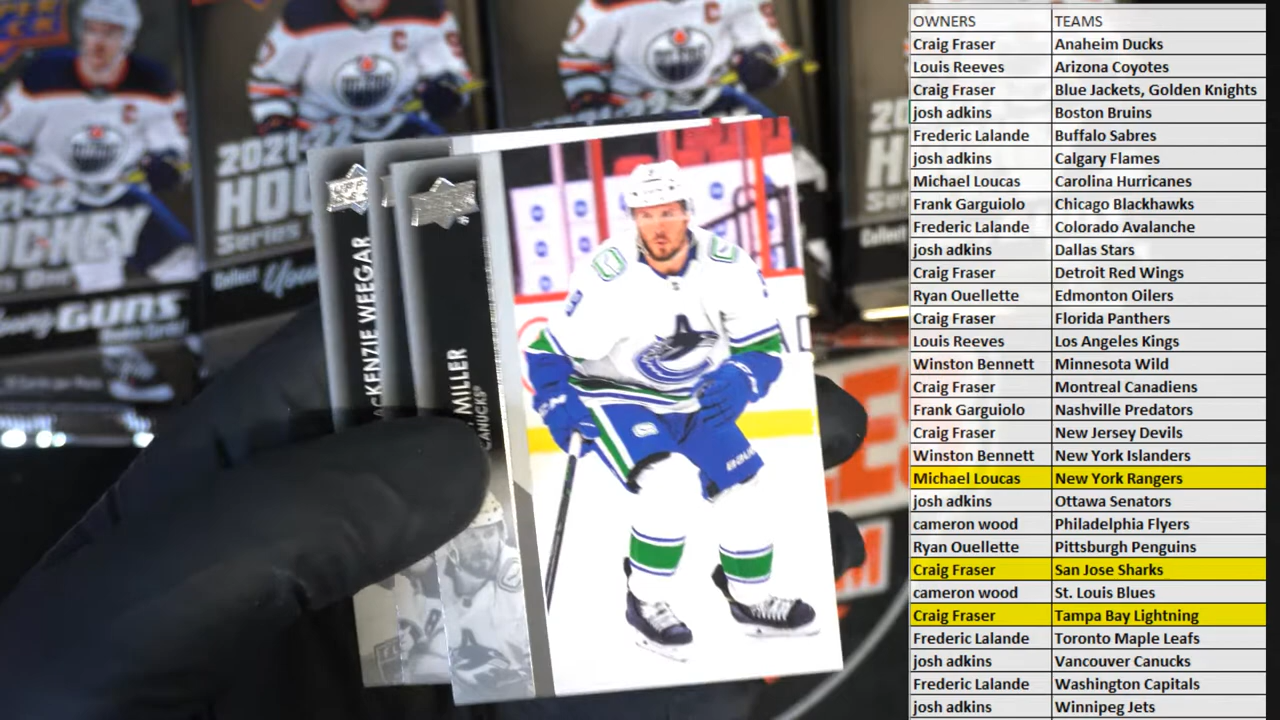 2021-22
HOCKEY
GUNS
MACKENZIE WEEGAR
MILLER
CANUCKS®
OWNERS TEAMS
Craig Fraser Anaheim Ducks
Louis Reeves Arizona Coyotes
Craig Fraser Blue Jackets, Golden Knights
josh adkins Boston Bruins
Frederic Lalande Buffalo Sabres
josh adkins Calgary Flames
Michael Loucas Carolina Hurricanes
Frank Garguiolo Chicago Blackhawks
Frederic Lalande Colorado Avalanche
josh adkins Dallas Stars
Craig Fraser Detroit Red Wings
Ryan Ouellette Edmonton Oilers
Craig Fraser Florida Panthers
Louis Reeves Los Angeles Kings
Winston Bennett Minnesota Wild
Craig Fraser Montreal Canadiens
Frank Garguiolo Nashville Predators
Craig Fraser New Jersey Devils
Winston Bennett New York Islanders
Michael Loucas New York Rangers
josh adkins Ottawa Senators
cameron wood Philadelphia Flyers
Ryan Ouellette Pittsburgh Penguins
Craig Fraser San Jose Sharks
cameron wood St. Louis Blues
Craig Fraser Tampa Bay Lightning
Frederic Lalande Toronto Maple Leafs
josh adkins Vancouver Canucks
Frederic Lalande Washington Capitals
josh adkins Winnipeg Jets